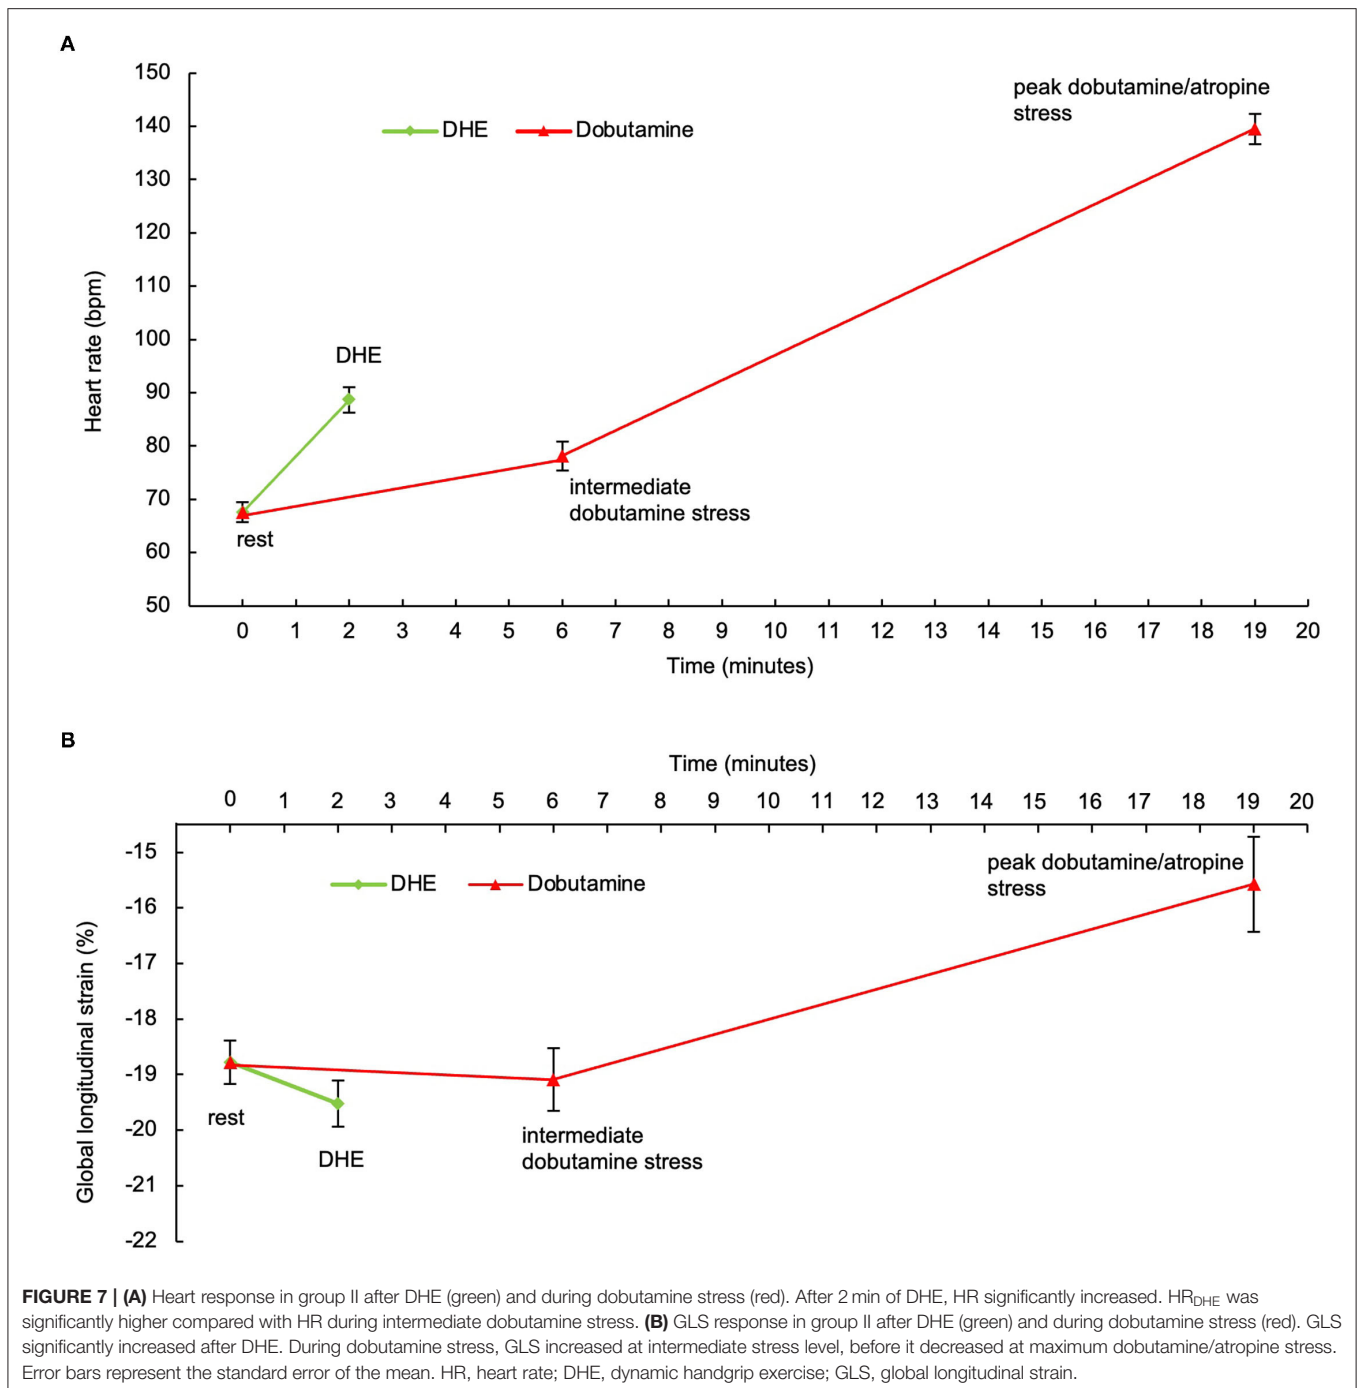 A
150
140
130
120
110
100
90
80
70
60
50
Heart rate (bpm)
DHE
Dobutamine
peak dobutamine/atropine
stress
DHE
intermediate
dobutamine stress
rest
0 1 2 3 4 5 6 7 8 9 10 11 12 13 14 15 16 17 18 19 20
Time (minutes)
B
Time (minutes)
0 1 2 3 4 5 6 7 8 9 10 11 12 13 14 15 16 17 18 19 20
-15
-16
-17
-18
-19
-20
-21
-22
Global longitudinal strain (%)
DHE
Dobutamine
peak dobutamine/atropine
stress
rest
DHE
intermediate
dobutamine stress
FIGURE 7 | (A) Heart response in group II after DHE (green) and during dobutamine stress (red). After 2 min of DHE, HR significantly increased. HRDHE was
significantly higher compared with HR during intermediate dobutamine stress. (B) GLS response in group II after DHE (green) and during dobutamine stress (red). GLS
significantly increased after DHE. During dobutamine stress, GLS increased at intermediate stress level, before it decreased at maximum dobutamine/atropine stress.
Error bars represent the standard error of the mean. HR, heart rate; DHE, dynamic handgrip exercise; GLS, global longitudinal strain.